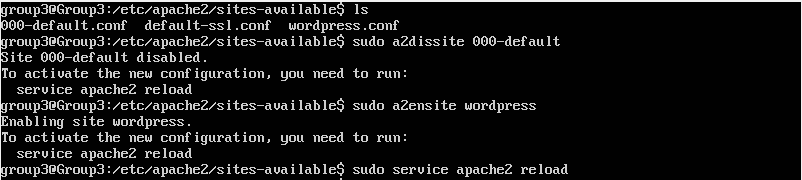 group3@Group3:/etc/apache2/sites-available$ ls
000-default.conf  default-ssl.conf  wordpress.conf
group3@Group3:/etc/apache2/sites-available$ sudo a2dissite 000-default
Site 000-default disabled.
To activate the new configuration, you need to run:
  service apache2 reload
group3@Group3:/etc/apache2/sites-available$ sudo a2ensite wordpress
Enabling site wordpress.
To activate the new configuration, you need to run:
  service apache2 reload
group3@Group3:/etc/apache2/sites-available$ sudo service apache2 reload